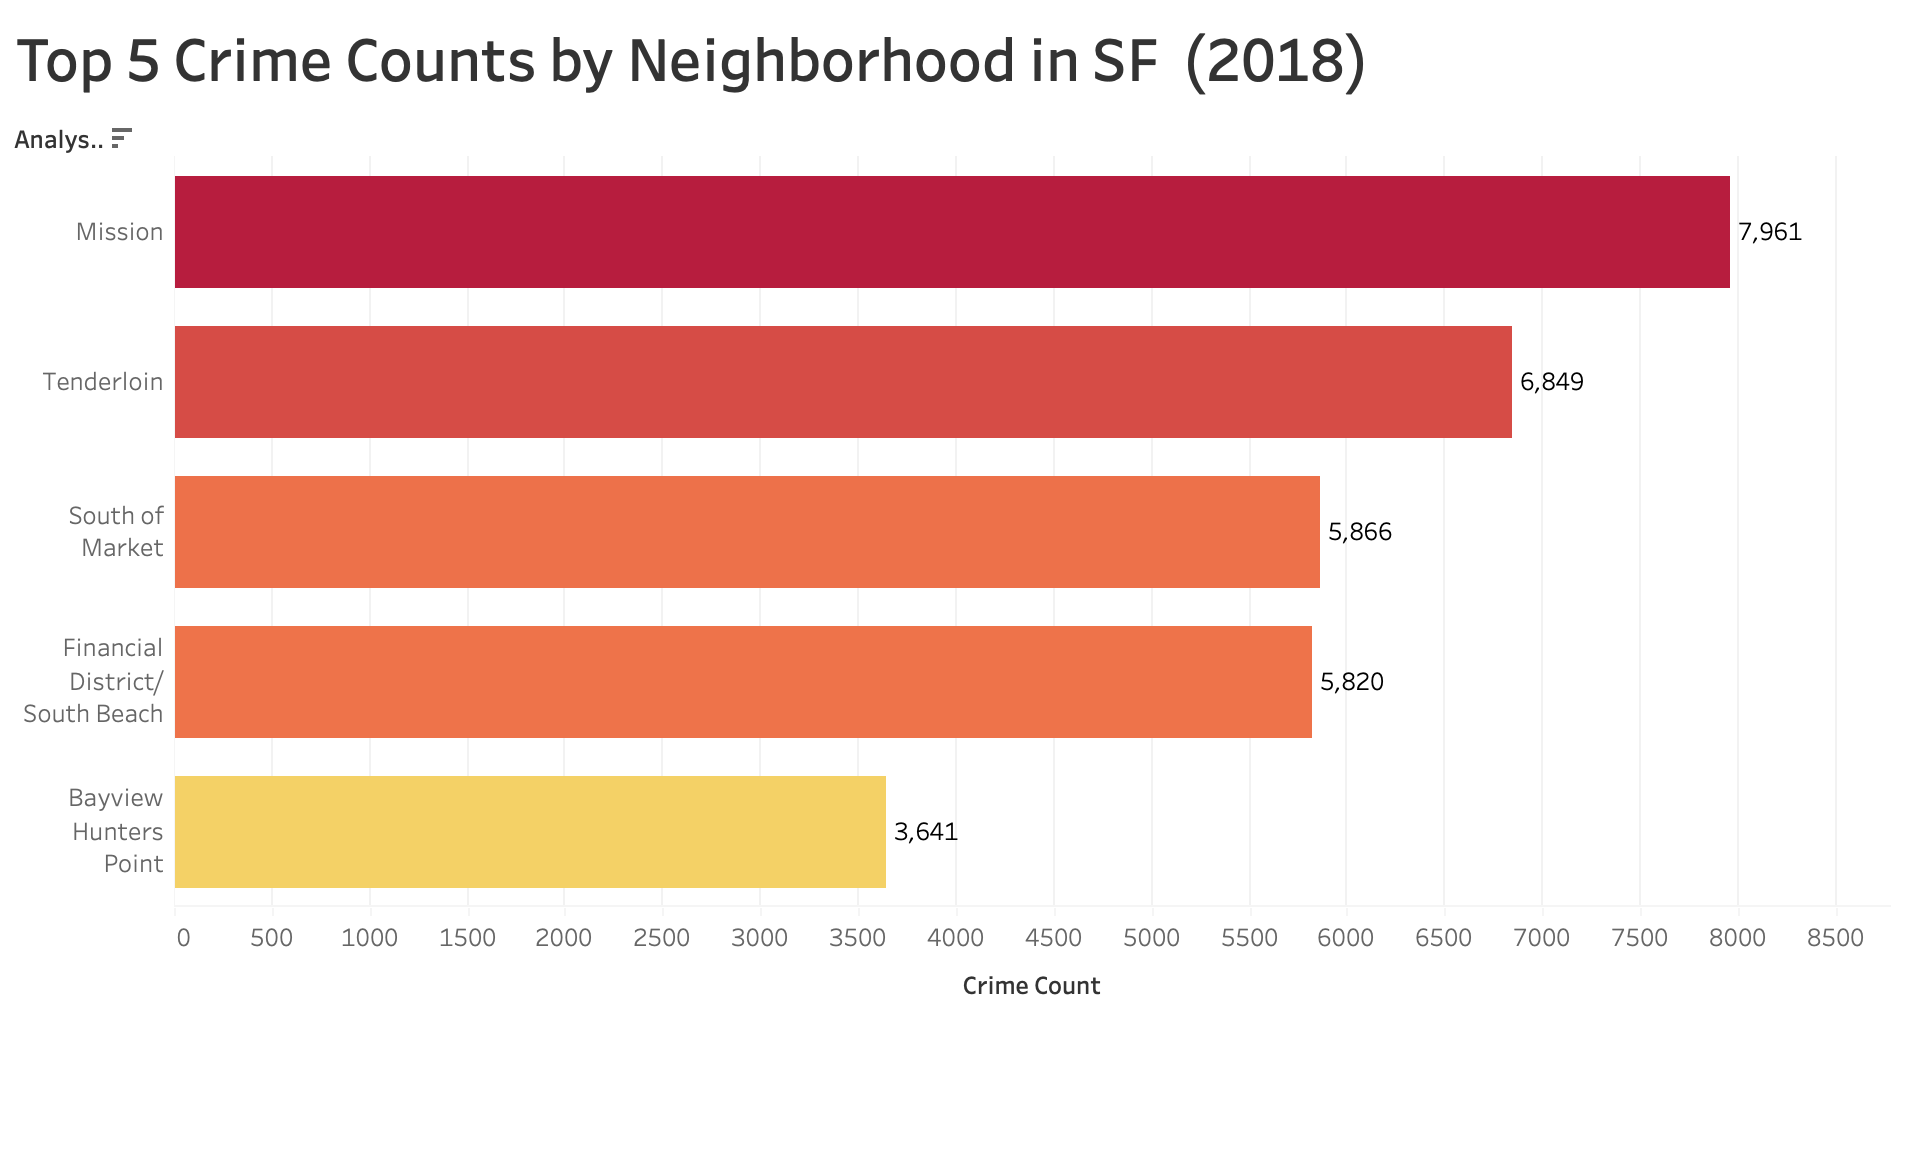 Top 5 Crime Counts by Neighborhood in SF  (2018)
Analys..
Mission
7,961
Tenderloin
6,849
South of
Market
5,866
Financial
District/
South Beach
5,820
Bayview
Hunters
Point
3,641
0 500 1000 1500 2000 2500 3000 3500 4000 4500 5000 5500 6000 6500 7000 7500 8000 8500
Crime Count